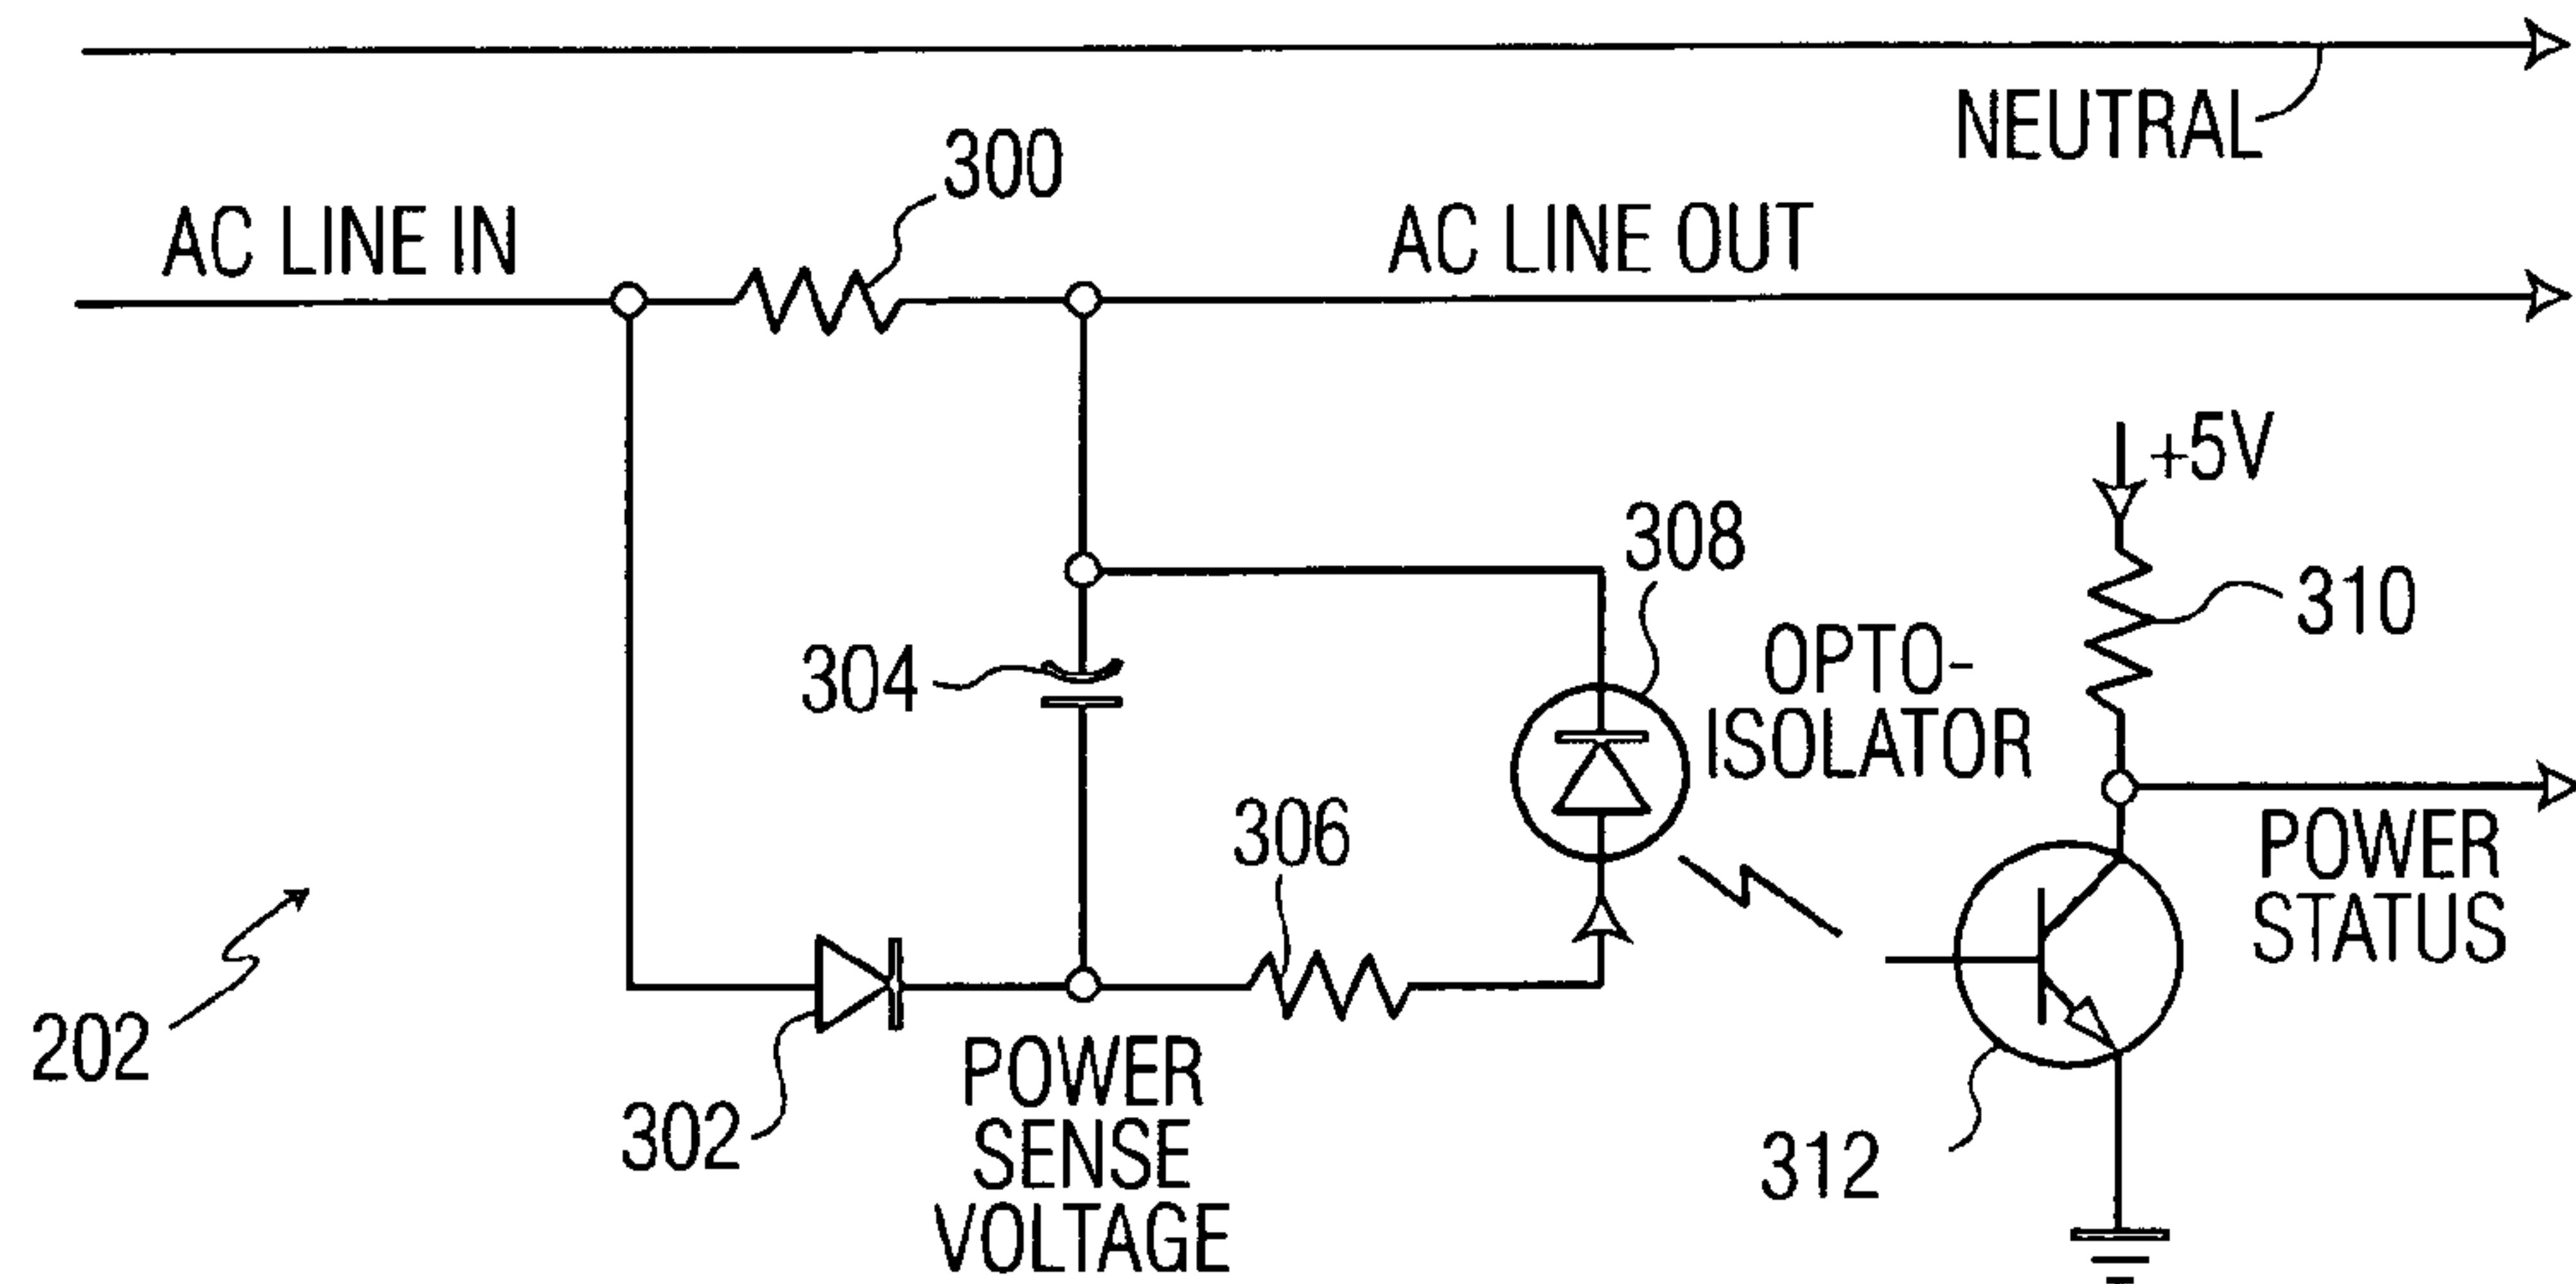 NEUTRAL
300
AC LINE IN
AC LINE OUT
+5V
308
310
304
OPTO-
ISOLATOR
306
POWER
STATUS
202
302
POWER
SENSE
VOLTAGE
312